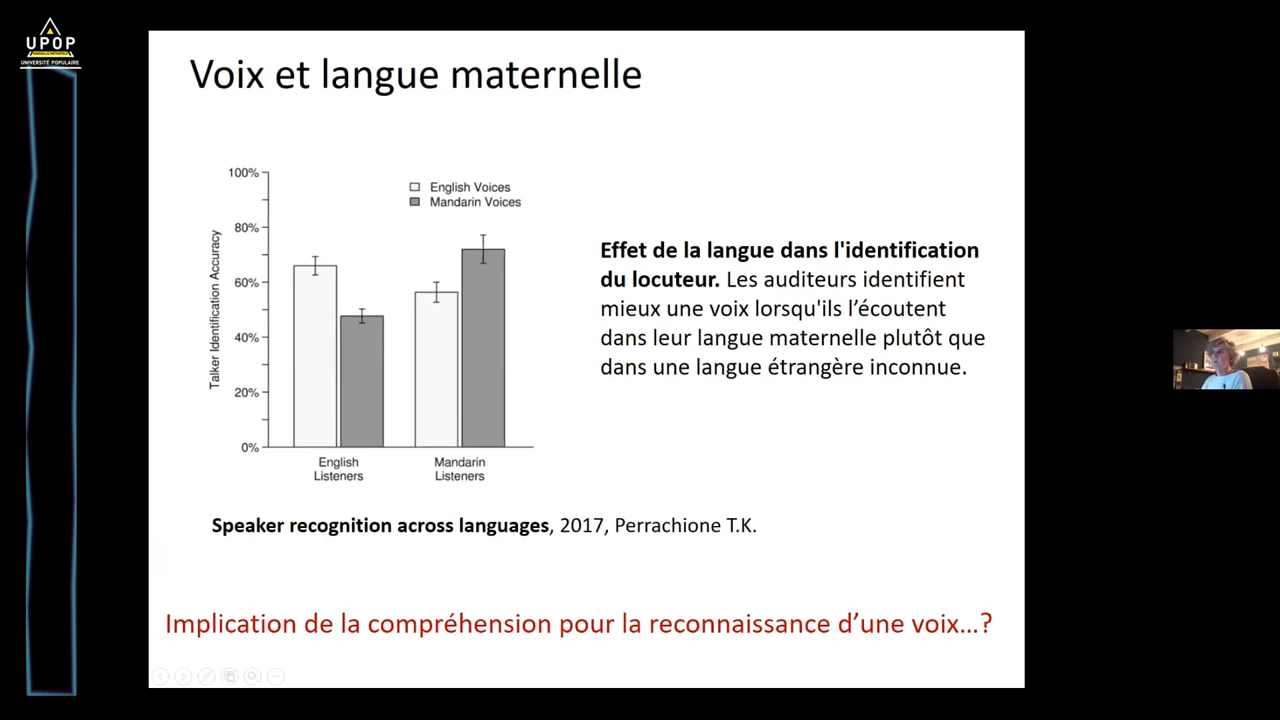 UPOP
UNIVERSITÉ POPULAIRE
Voix et langue maternelle
100%
80%
60%
40%
20%
0%
Talker Identification Accuracy
English Voices
Mandarin Voices
English
Listeners
Mandarin
Listeners
Effet de la langue dans l'identification
du locuteur. Les auditeurs identifient
mieux une voix lorsqu'ils l’écoutent
dans leur langue maternelle plutôt que
dans une langue étrangère inconnue.
Speaker recognition across languages, 2017, Perrachione T.K.
Implication de la compréhension pour la reconnaissance d’une voix...?